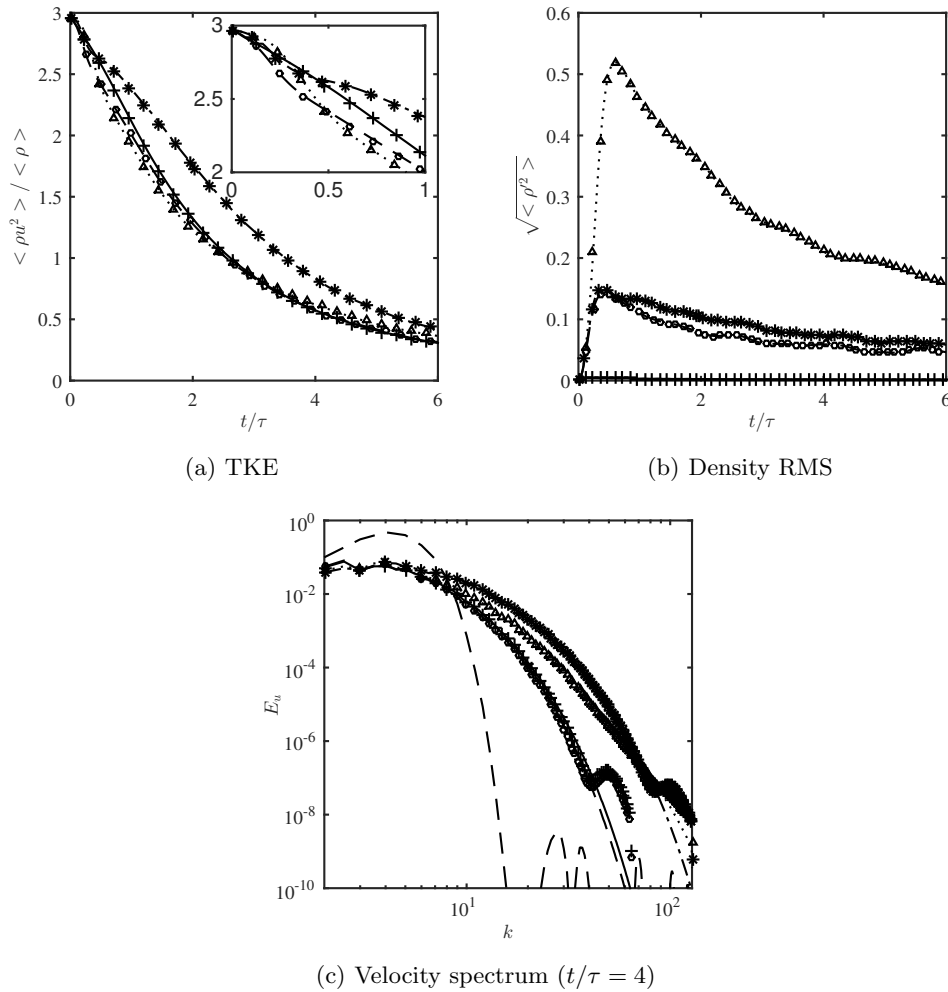 3
2.5
2
1.5
1
0.5
0
0 2 4 6
t/τ
< ρu² > / < ρ >
3
2.5
2
0 0.5 1
(a) TKE
0.6
0.5
0.4
0.3
0.2
0.1
0
0 2 4 6
t/τ
√< ρ′² >
(b) Density RMS
10⁰
10⁻²
10⁻⁴
10⁻⁶
10⁻⁸
10⁻¹⁰
10¹ 10²
k
E_u
(c) Velocity spectrum (t/τ = 4)